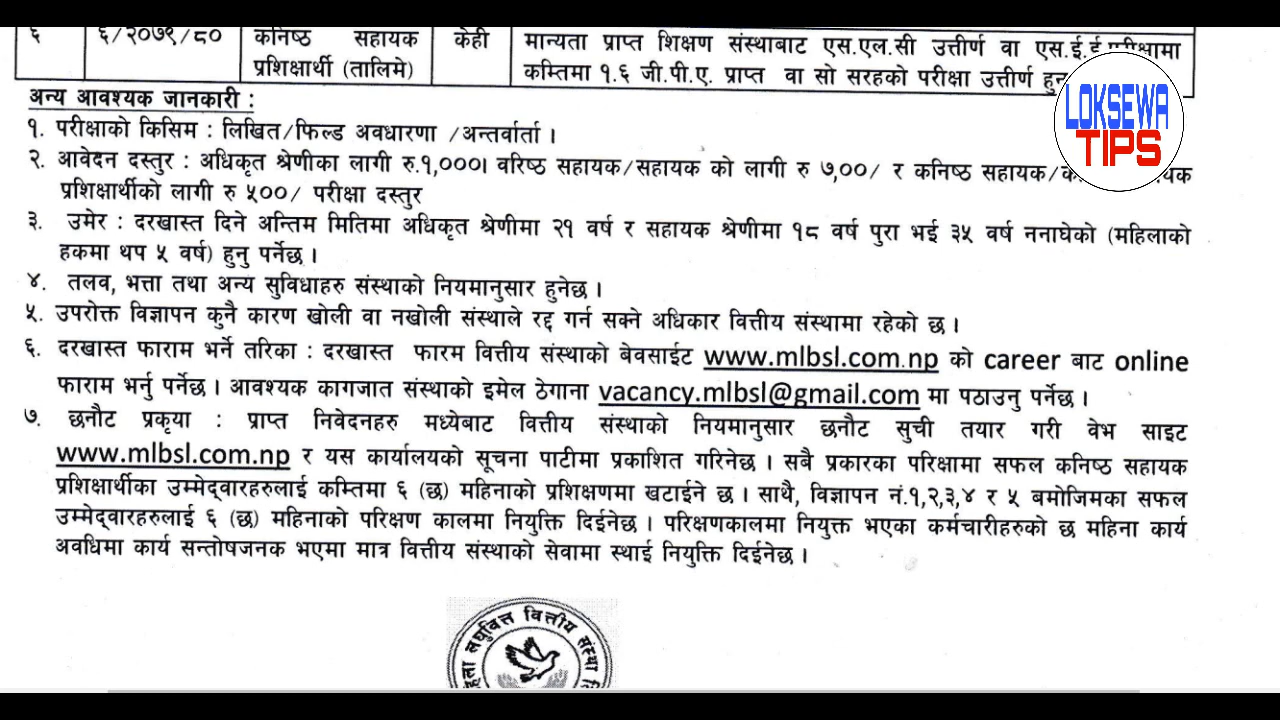 ६ ६/२०७९/८० कनिष्ठ सहायक केही मान्यता प्राप्त शिक्षण संस्थाबाट एस.एल.सी उत्तीर्ण वा एस.ई.ई
प्रशिक्षार्थी (तालिमे) कम्तिमा १.६ जी.पी.ए. प्राप्त वा सो सरहको परीक्षा उत्तीर्ण
अन्य आवश्यक जानकारी :
LOKSEWA
TIPS
१. परीक्षाको किसिम : लिखित/फिल्ड अवधारणा /अन्तर्वार्ता ।
२. आवेदन दस्तुर : अधिकृत श्रेणीका लागी रु.१,०००। वरिष्ठ सहायक/सहायक को लागी रु ७,००/ र कनिष्ठ सहायक/
प्रशिक्षार्थीको लागी रु ५००/ परीक्षा दस्तुर
३. उमेर : दरखास्त दिने अन्तिम मितिमा अधिकृत श्रेणीमा २१ वर्ष र सहायक श्रेणीमा १८ वर्ष पुरा भई ३५ वर्ष ननाघेको (महिलाको
हकमा थप ५ वर्ष) हुनु पर्नेछ ।
४. तलव, भत्ता तथा अन्य सुविधाहरु संस्थाको नियमानुसार हुनेछ ।
५. उपरोक्त विज्ञापन कुनै कारण खोली वा नखोली संस्थाले रद्द गर्न सक्ने अधिकार वित्तीय संस्थामा रहेको छ ।
६. दरखास्त फाराम भर्ने तरिका : दरखास्त फारम वित्तीय संस्थाको बेवसाईट www.mlbsl.com.np को career बाट online
फाराम भर्नु पर्नेछ । आवश्यक कागजात संस्थाको इमेल ठेगाना vacancy.mlbsl@gmail.com मा पठाउनु पर्नेछ ।
७. छनौट प्रकृया : प्राप्त निवेदनहरु मध्येबाट वित्तीय संस्थाको नियमानुसार छनौट सुची तयार गरी वेभ साइट
www.mlbsl.com.np र यस कार्यालयको सूचना पाटीमा प्रकाशित गरिनेछ । सबै प्रकारका परिक्षामा सफल कनिष्ठ सहायक
प्रशिक्षार्थीका उम्मेद्वारहरुलाई कम्तिमा ६ (छ) महिनाको प्रशिक्षणमा खटाईने छ । साथै, विज्ञापन नं.१,२,३,४ र ५ बमोजिमका सफल
उम्मेद्वारहरुलाई ६ (छ) महिनाको परिक्षण कालमा नियुक्ति दिईनेछ । परिक्षणकालमा नियुक्त भएका कर्मचारीहरुको छ महिना कार्य
अवधिमा कार्य सन्तोषजनक भएमा मात्र वित्तीय संस्थाको सेवामा स्थाई नियुक्ति दिईनेछ ।
लघुवित्त वित्तीय संस्था